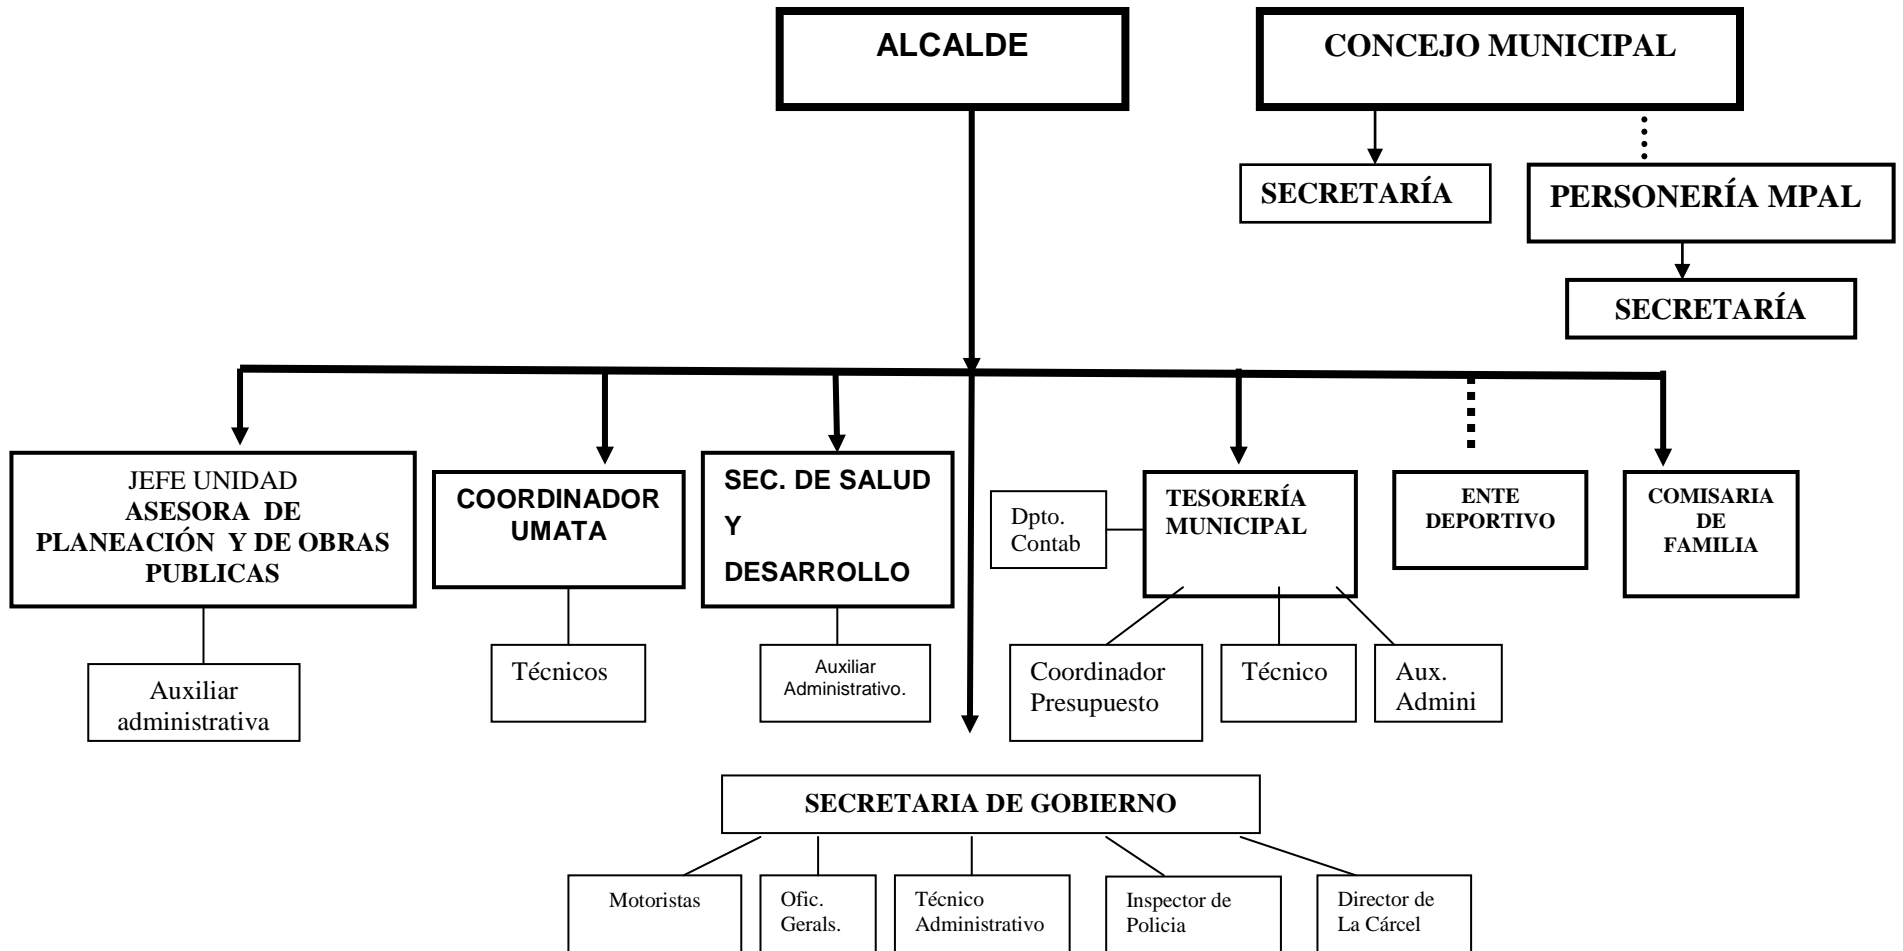 ALCALDE
CONCEJO MUNICIPAL
SECRETARÍA
PERSONERÍA MPAL
SECRETARÍA
JEFE UNIDAD
ASESORA DE
PLANEACIÓN Y DE OBRAS
PUBLICAS
COORDINADOR
UMATA
SEC. DE SALUD
Y
DESARROLLO
Dpto.
Contab
TESORERÍA
MUNICIPAL
ENTE
DEPORTIVO
COMISARIA
DE
FAMILIA
Auxiliar
administrativa
Técnicos
Auxiliar
Administrativo.
Coordinador
Presupuesto
Técnico
Aux.
Admini
SECRETARIA DE GOBIERNO
Motoristas
Ofic.
Gerals.
Técnico
Administrativo
Inspector de
Policia
Director de
La Cárcel